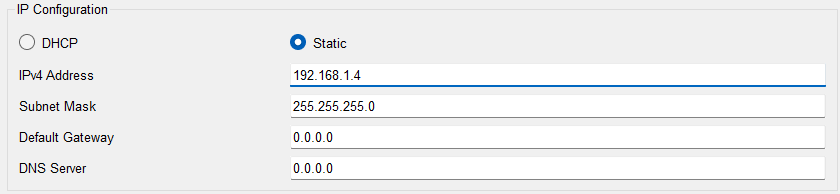 IP Configuration
DHCP Static
IPv4 Address 192.168.1.4
Subnet Mask 255.255.255.0
Default Gateway 0.0.0.0
DNS Server 0.0.0.0